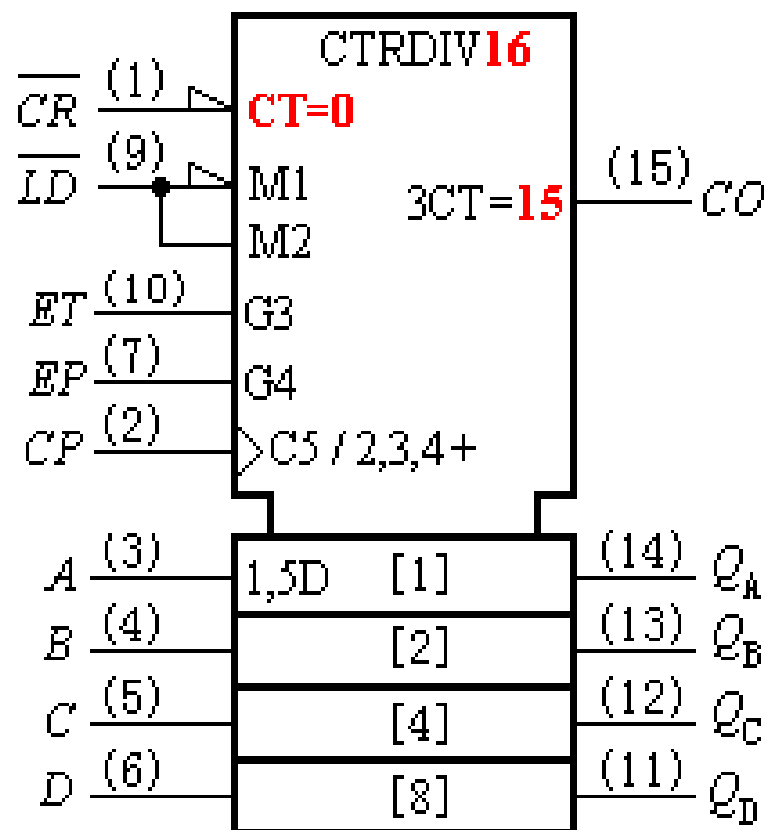 CTRDIV16
CR (1) CT=0
LD (9) M1
3CT=15 (15) CO
M2
ET (10) G3
EP (7) G4
CP (2) C5/2,3,4+
A (3) 1,5D [1] (14) QA
B (4) [2] (13) QB
C (5) [4] (12) QC
D (6) [8] (11) QD